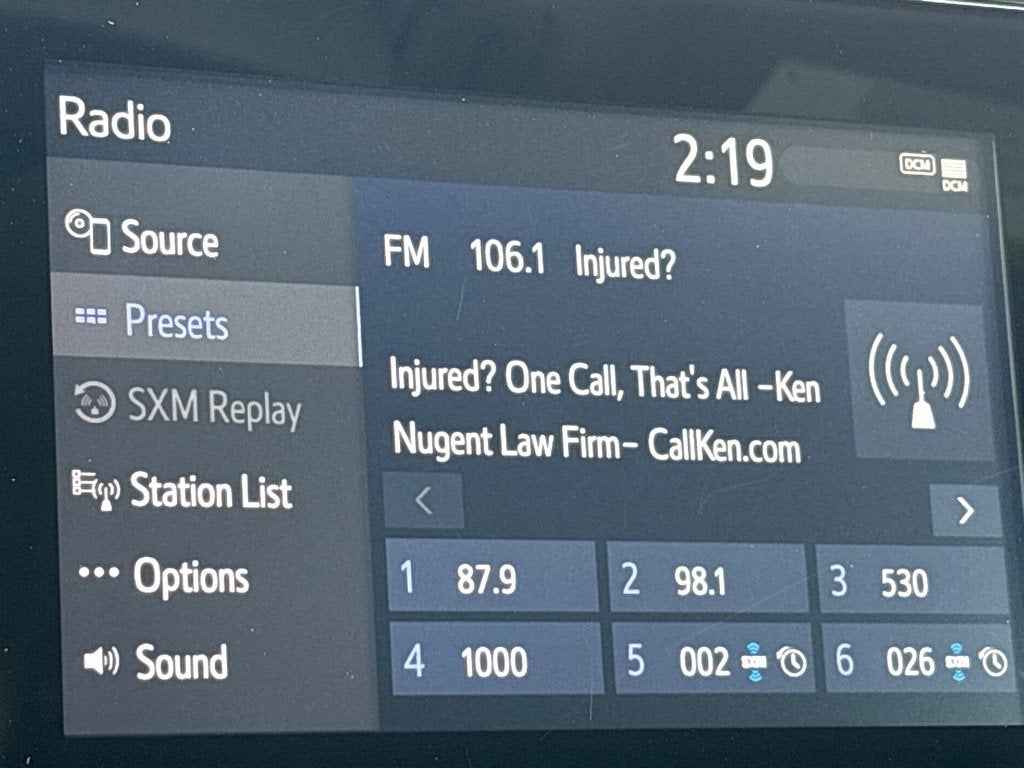 Radio
2:19
DCM
DCM
Source
FM 106.1 Injured?
Presets
Injured? One Call, That's All –Ken
Nugent Law Firm– CallKen.com
SXM Replay
Station List
< >
Options
1 87.9 2 98.1 3 530
Sound
4 1000 5 002 SXM 6 026 SXM